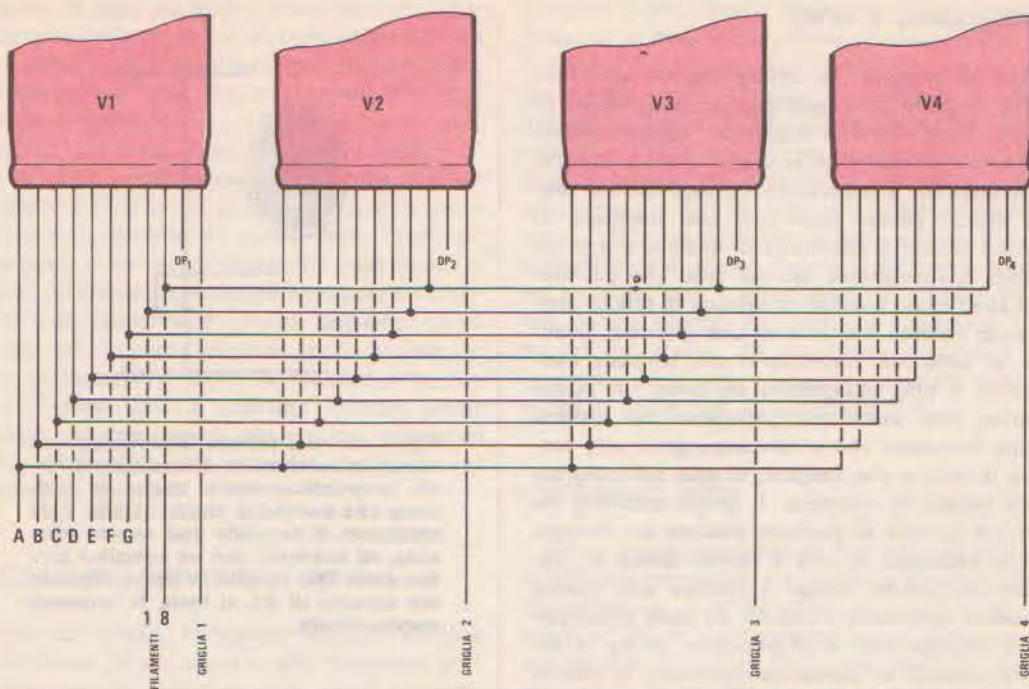 V1
V2
V3
V4
DP1
DP2
DP3
DP4
A B C D E F G
1 8
FILAMENTI
GRIGLIA 1
GRIGLIA 2
GRIGLIA 3
GRIGLIA 4